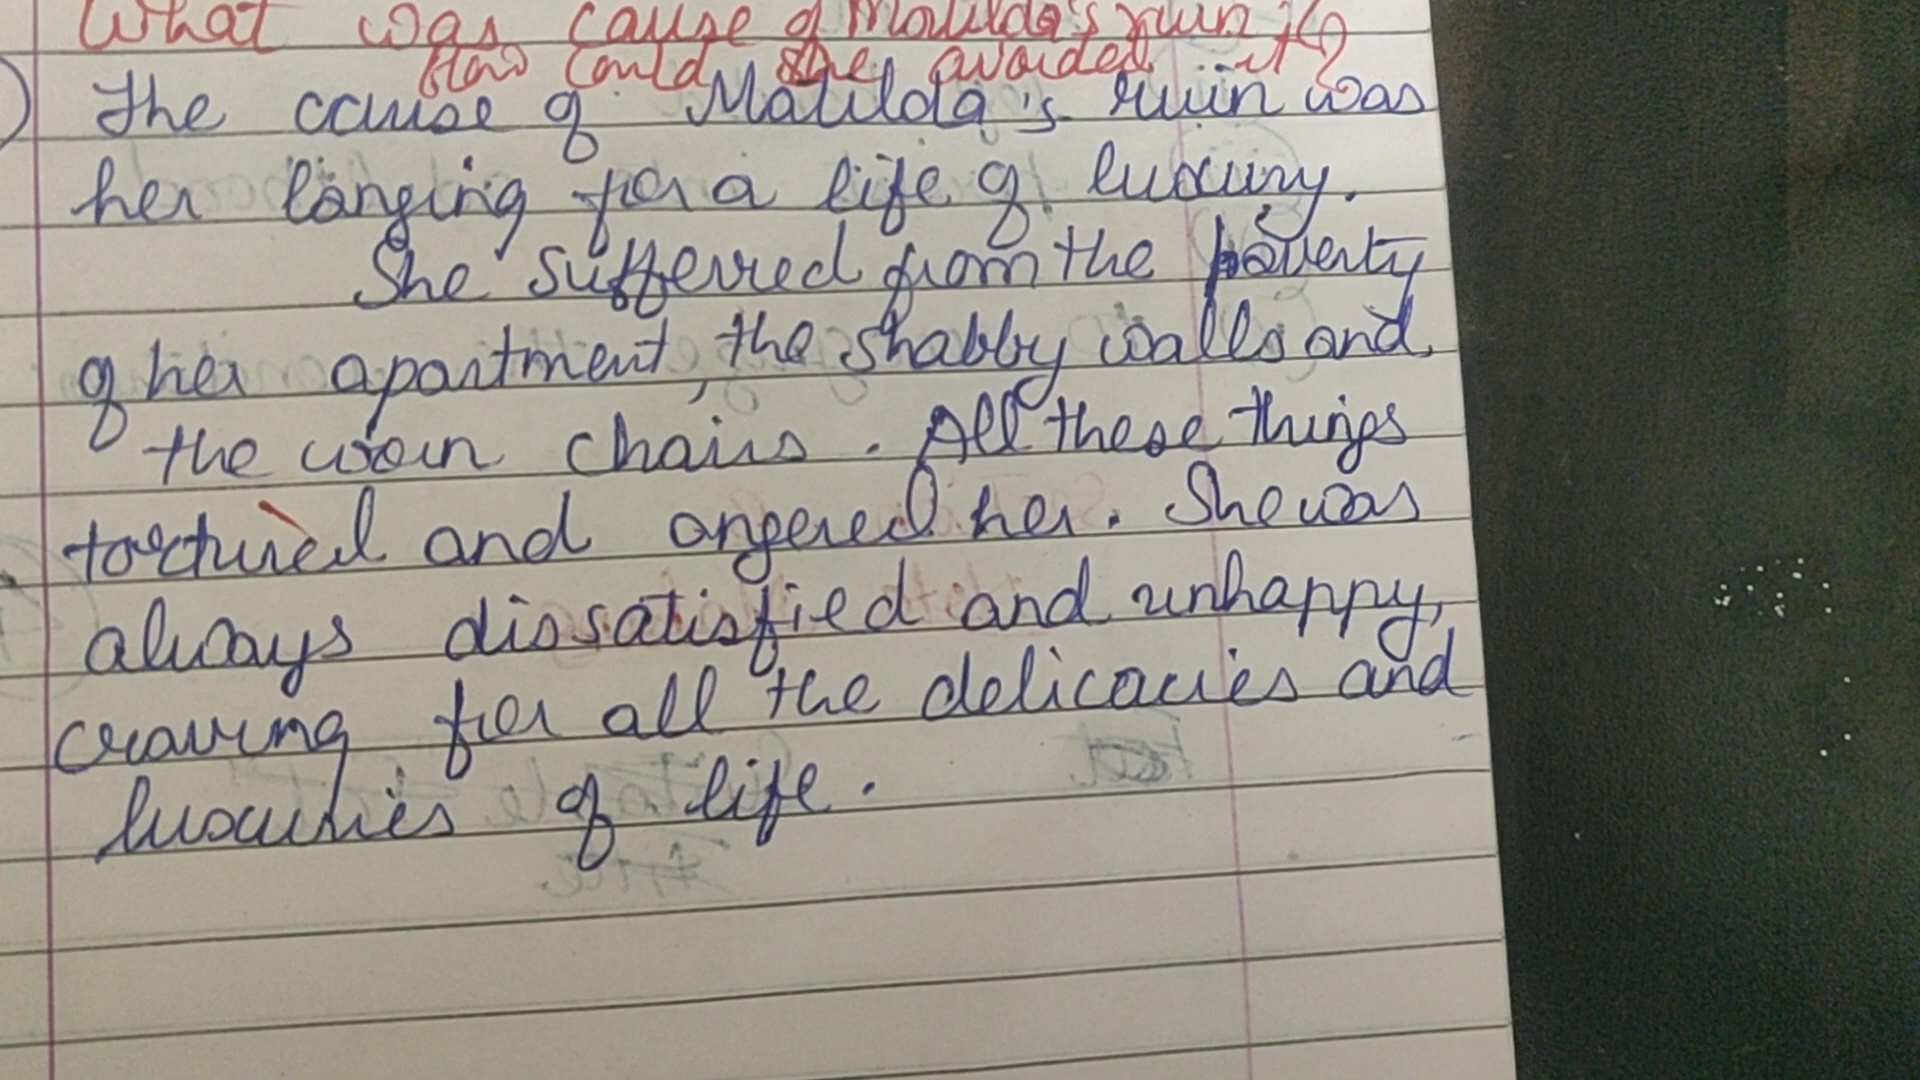 What was cause of Matilda's ruin
How could she avoided it?
The cause of Matilda's ruin was
her longing for a life of luxury.
She sufferred from the poverty
of her apartment, the shabby walls and
the worn chairs. All these things
tortured and angered her. She was
always dissatisfied and unhappy,
craving for all the delicacies and
luxuries of life.